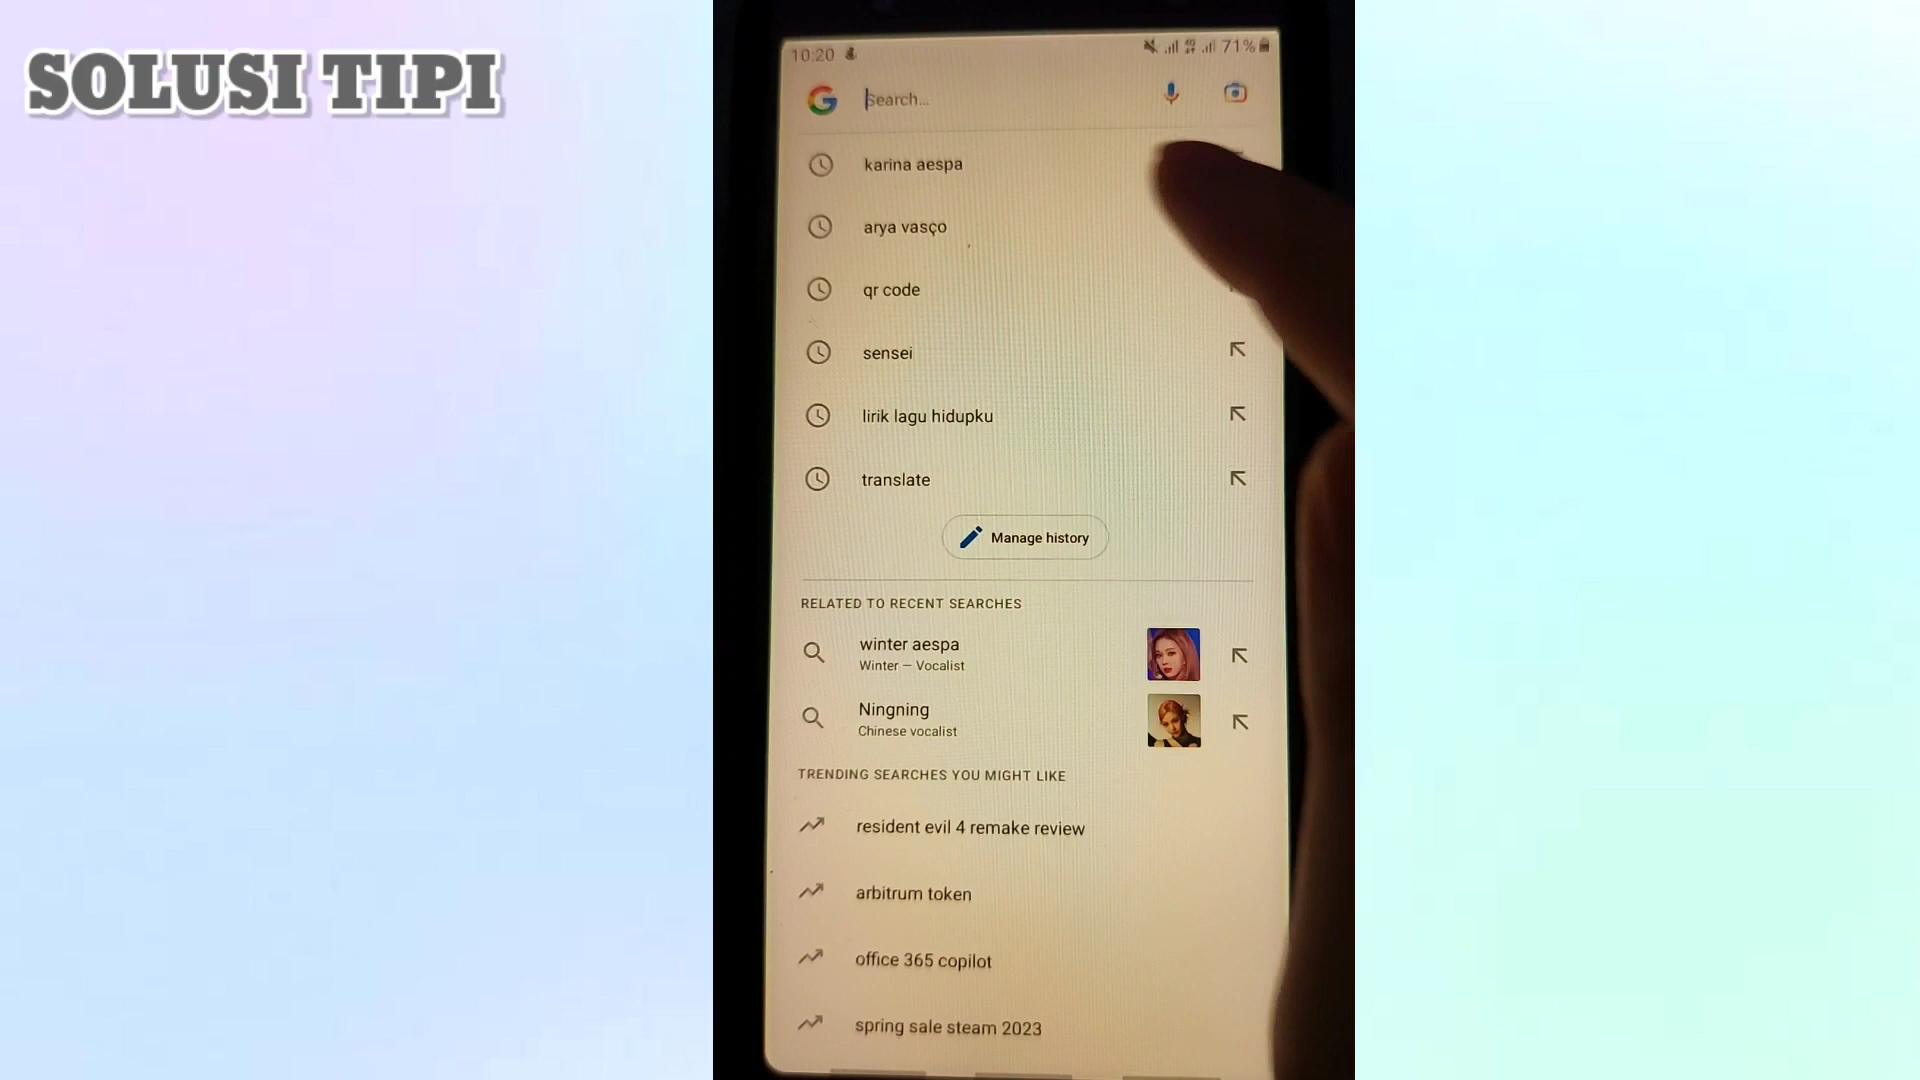 SOLUSI TIPI
10:20
71%
Search...
karina aespa
arya vasço
qr code
sensei
lirik lagu hidupku
translate
Manage history
RELATED TO RECENT SEARCHES
winter aespa
Winter — Vocalist
Ningning
Chinese vocalist
TRENDING SEARCHES YOU MIGHT LIKE
resident evil 4 remake review
arbitrum token
office 365 copilot
spring sale steam 2023